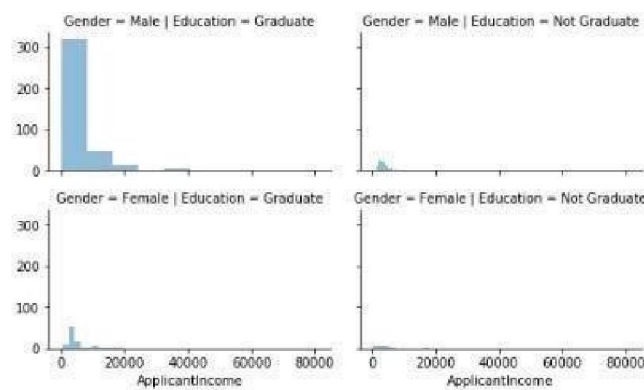 Gender = Male | Education = Graduate
Gender = Male | Education = Not Graduate
300
200
100
0
Gender = Female | Education = Graduate
Gender = Female | Education = Not Graduate
300
200
100
0
0 20000 40000 60000 80000
0 20000 40000 60000 80000
ApplicantIncome
ApplicantIncome